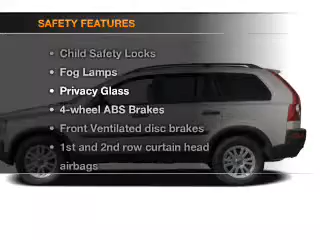 SAFETY FEATURES
• Child Safety Locks
• Fog Lamps
• Privacy Glass
• 4-wheel ABS Brakes
• Front Ventilated disc brakes
• 1st and 2nd row curtain head
airbags